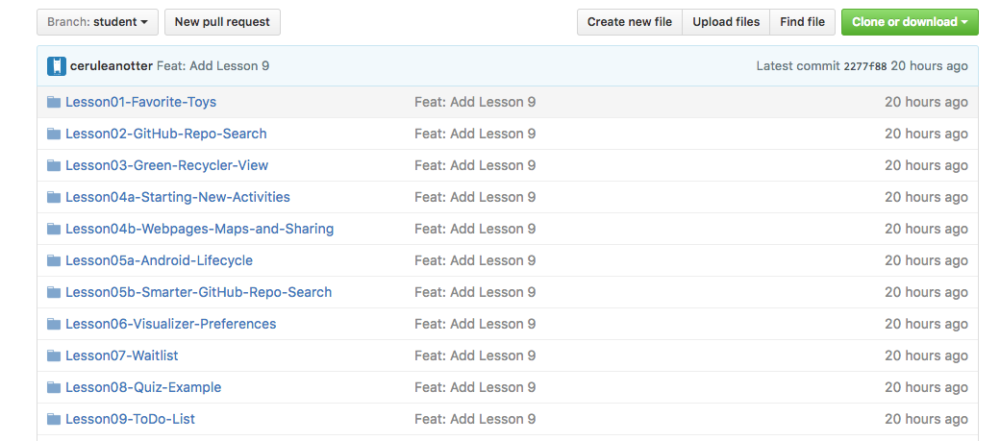 Branch: student New pull request Create new file Upload files Find file Clone or download
ceruleanotter Feat: Add Lesson 9 Latest commit 2277f88 20 hours ago
Lesson01-Favorite-Toys Feat: Add Lesson 9 20 hours ago
Lesson02-GitHub-Repo-Search Feat: Add Lesson 9 20 hours ago
Lesson03-Green-Recycler-View Feat: Add Lesson 9 20 hours ago
Lesson04a-Starting-New-Activities Feat: Add Lesson 9 20 hours ago
Lesson04b-Webpages-Maps-and-Sharing Feat: Add Lesson 9 20 hours ago
Lesson05a-Android-Lifecycle Feat: Add Lesson 9 20 hours ago
Lesson05b-Smarter-GitHub-Repo-Search Feat: Add Lesson 9 20 hours ago
Lesson06-Visualizer-Preferences Feat: Add Lesson 9 20 hours ago
Lesson07-Waitlist Feat: Add Lesson 9 20 hours ago
Lesson08-Quiz-Example Feat: Add Lesson 9 20 hours ago
Lesson09-ToDo-List Feat: Add Lesson 9 20 hours ago